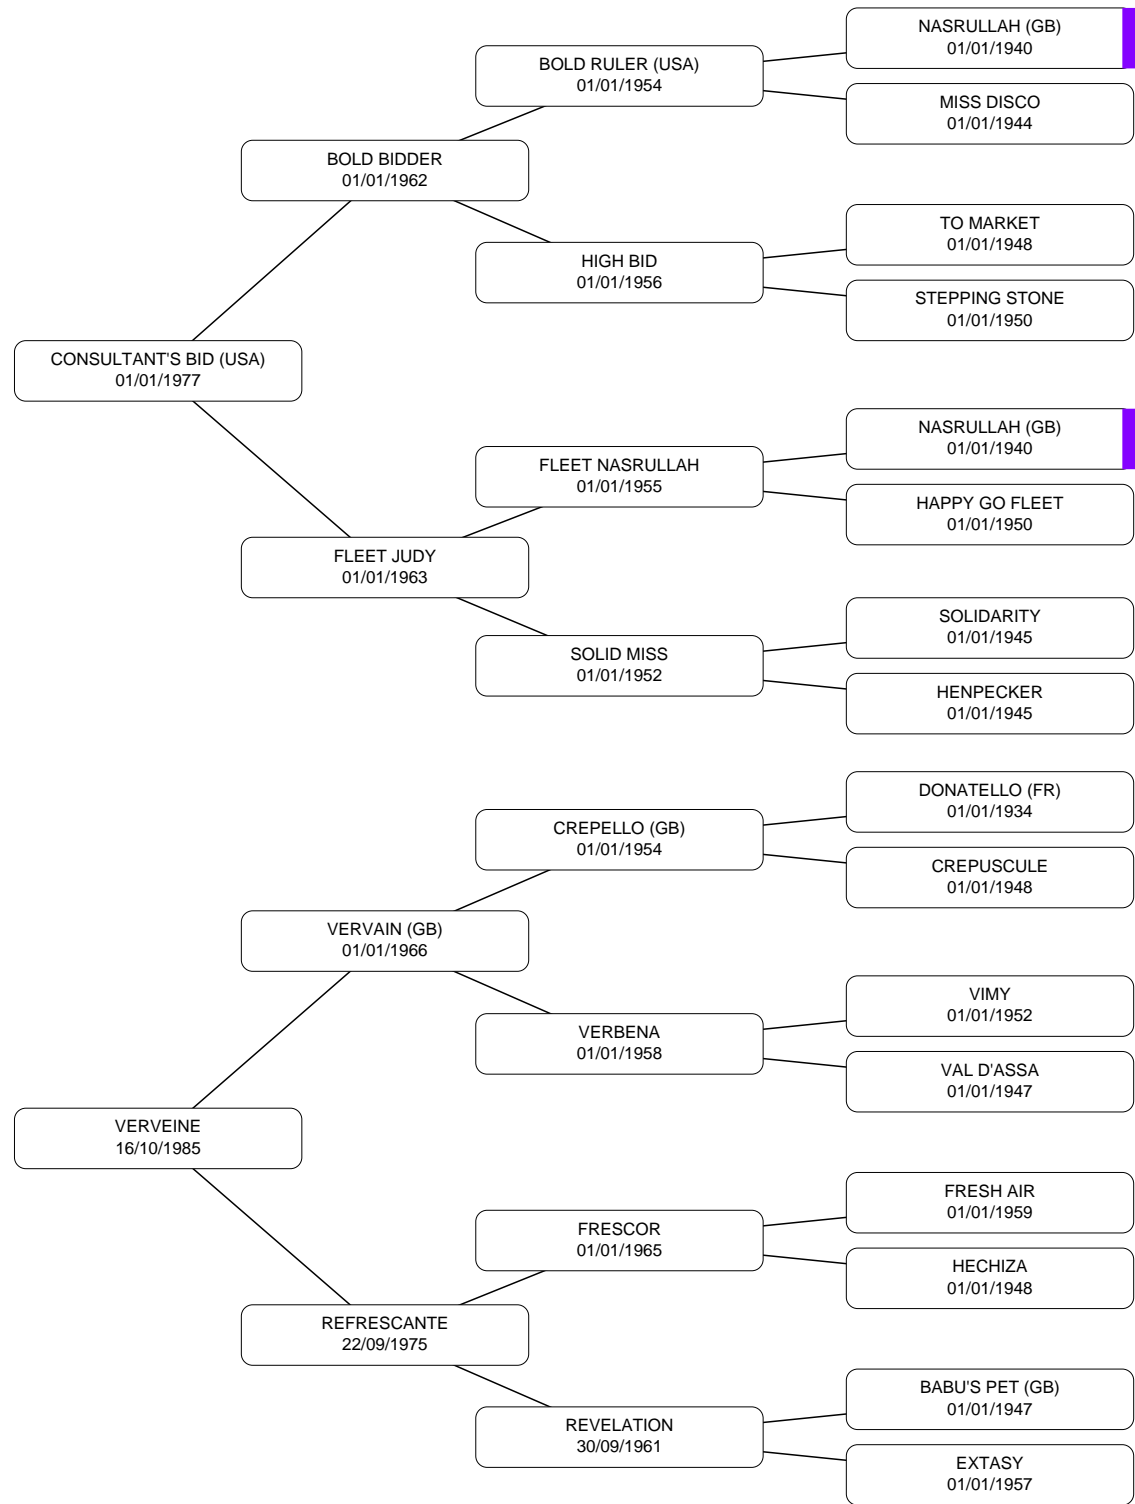 NASRULLAH (GB)
01/01/1940
BOLD RULER (USA)
01/01/1954
MISS DISCO
01/01/1944
BOLD BIDDER
01/01/1962
TO MARKET
01/01/1948
HIGH BID
01/01/1956
STEPPING STONE
01/01/1950
CONSULTANT'S BID (USA)
01/01/1977
NASRULLAH (GB)
01/01/1940
FLEET NASRULLAH
01/01/1955
HAPPY GO FLEET
01/01/1950
FLEET JUDY
01/01/1963
SOLIDARITY
01/01/1945
SOLID MISS
01/01/1952
HENPECKER
01/01/1945
DONATELLO (FR)
01/01/1934
CREPELLO (GB)
01/01/1954
CREPUSCULE
01/01/1948
VERVAIN (GB)
01/01/1966
VIMY
01/01/1952
VERBENA
01/01/1958
VAL D'ASSA
01/01/1947
VERVEINE
16/10/1985
FRESH AIR
01/01/1959
FRESCOR
01/01/1965
HECHIZA
01/01/1948
REFRESCANTE
22/09/1975
BABU'S PET (GB)
01/01/1947
REVELATION
30/09/1961
EXTASY
01/01/1957